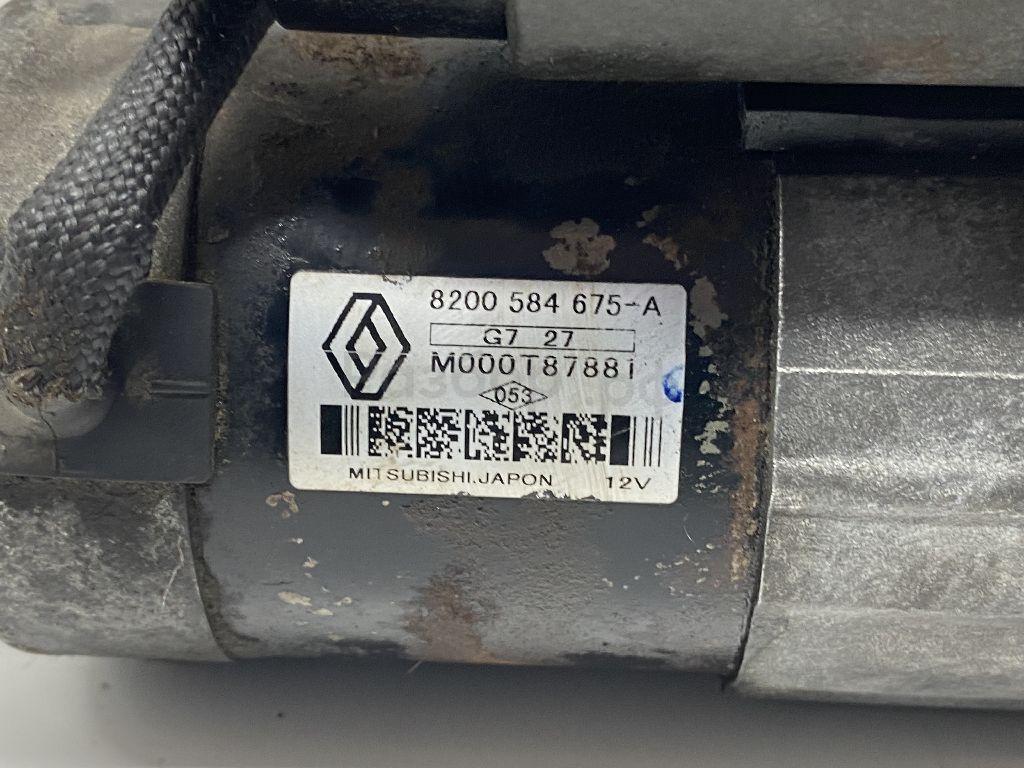 8200 584 675-A
G7 27
M000T87881
053
MITSUBISHI.JAPON 12V